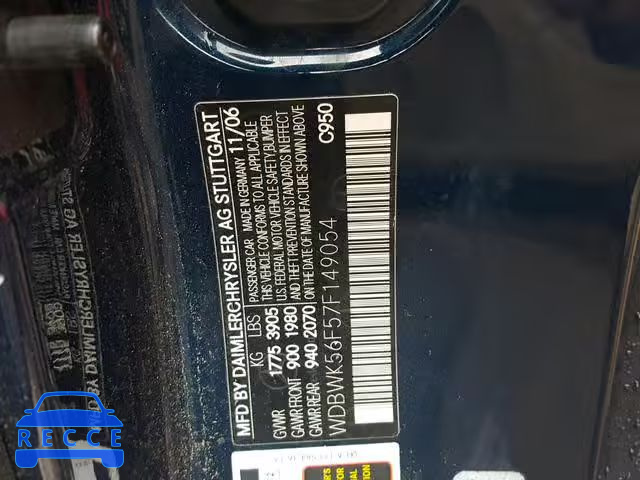 MFD BY DAIMLERCHRYSLER AG STUTTGART
KG LBS PASSENGER CAR MADE IN GERMANY 11/06
GVWR 1775 3905 THIS VEHICLE CONFORMS TO ALL APPLICABLE
U.S. FEDERAL MOTOR VEHICLE SAFETY, BUMPER
GAWR FRONT 900 1980 AND THEFT PREVENTION STANDARDS IN EFFECT
GAWR REAR 940 2070 ON THE DATE OF MANUFACTURE SHOWN ABOVE
C950
WDBWK56F57F149054